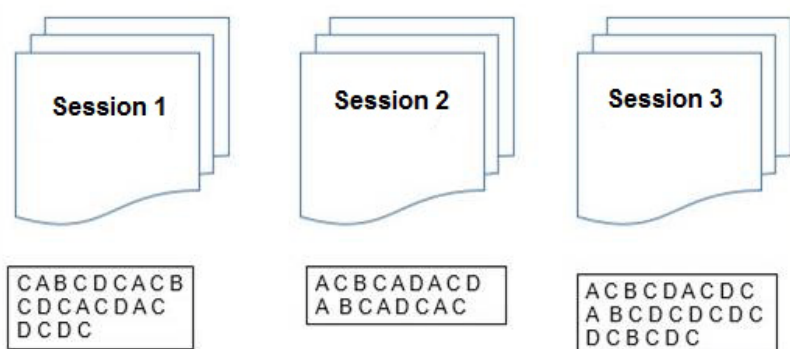 Session 1
Session 2
Session 3
C A B C D C A C B
C D C A C D A C
D C D C
A C B C A D A C D
A B C A D C A C
A C B C D A C D C
A B C D C D C D C
D C B C D C